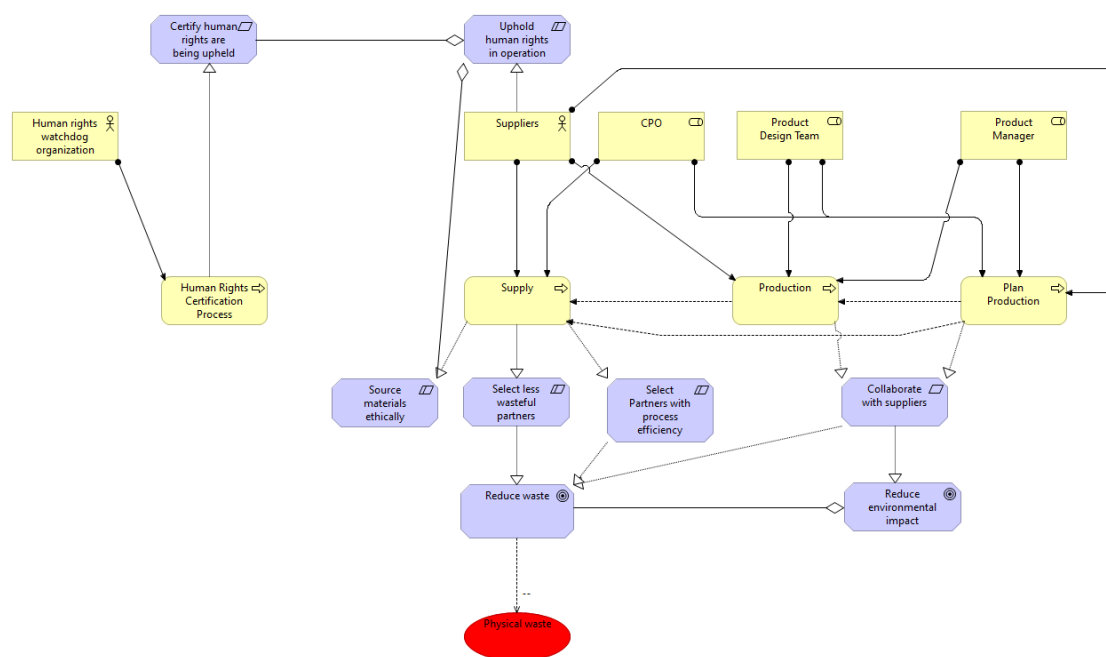 Certify human
rights are
being upheld
Uphold
human rights
in operation
Human rights
watchdog
organization
Suppliers
CPO
Product
Design Team
Product
Manager
Human Rights
Certification
Process
Supply
Production
Plan
Production
Source
materials
ethically
Select less
wasteful
partners
Select
Partners with
process
efficiency
Collaborate
with suppliers
Reduce waste
Reduce
environmental
impact
--
Physical waste